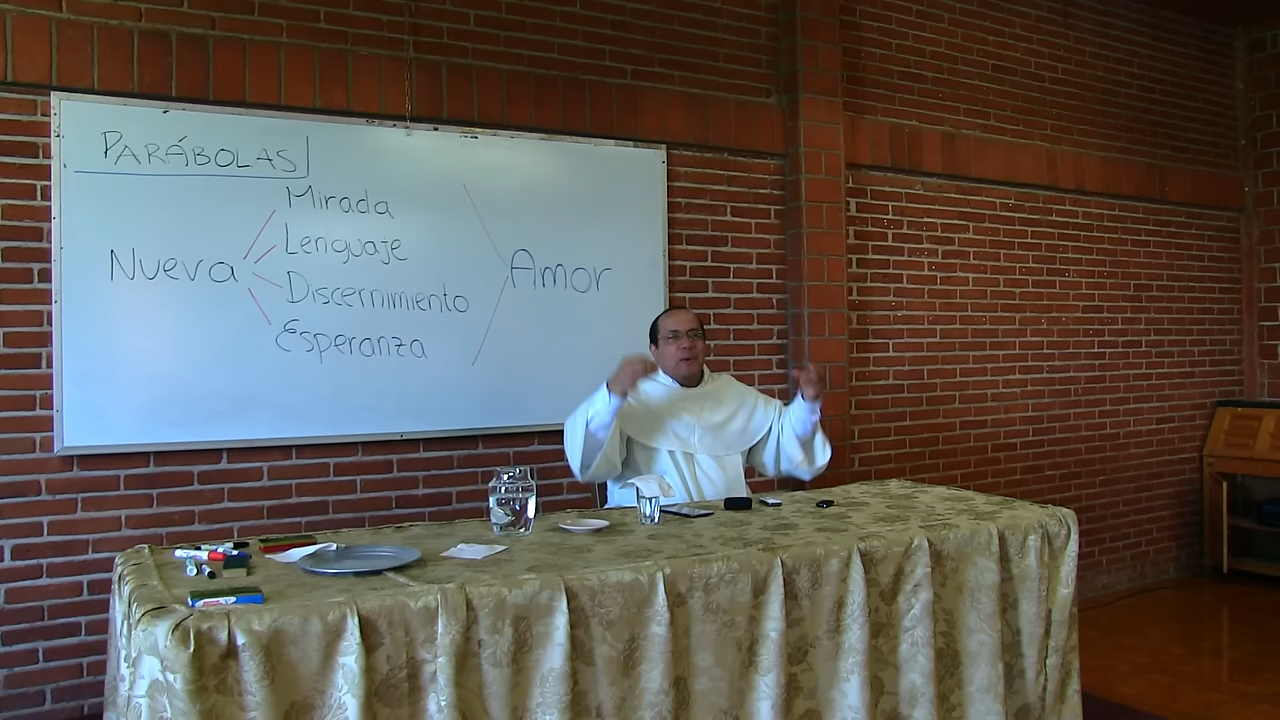 PARÁBOLAS
Nueva
Mirada
Lenguaje
Discernimiento
Esperanza
Amor